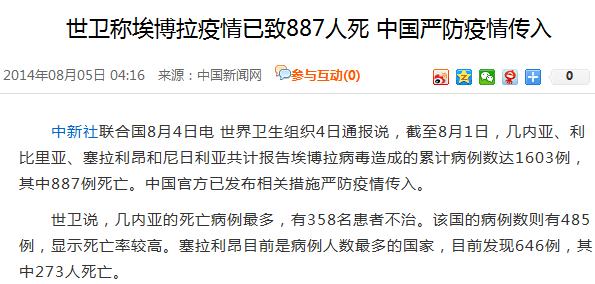 世卫称埃博拉疫情已致887人死 中国严防疫情传入
2014年08月05日 04:16 来源：中国新闻网 参与互动(0) 0
中新社联合国8月4日电 世界卫生组织4日通报说，截至8月1日，几内亚、利
比里亚、塞拉利昂和尼日利亚共计报告埃博拉病毒造成的累计病例数达1603例，
其中887例死亡。中国官方已发布相关措施严防疫情传入。
世卫说，几内亚的死亡病例最多，有358名患者不治。该国的病例数则有485
例，显示死亡率较高。塞拉利昂目前是病例人数最多的国家，目前发现646例，其
中273人死亡。